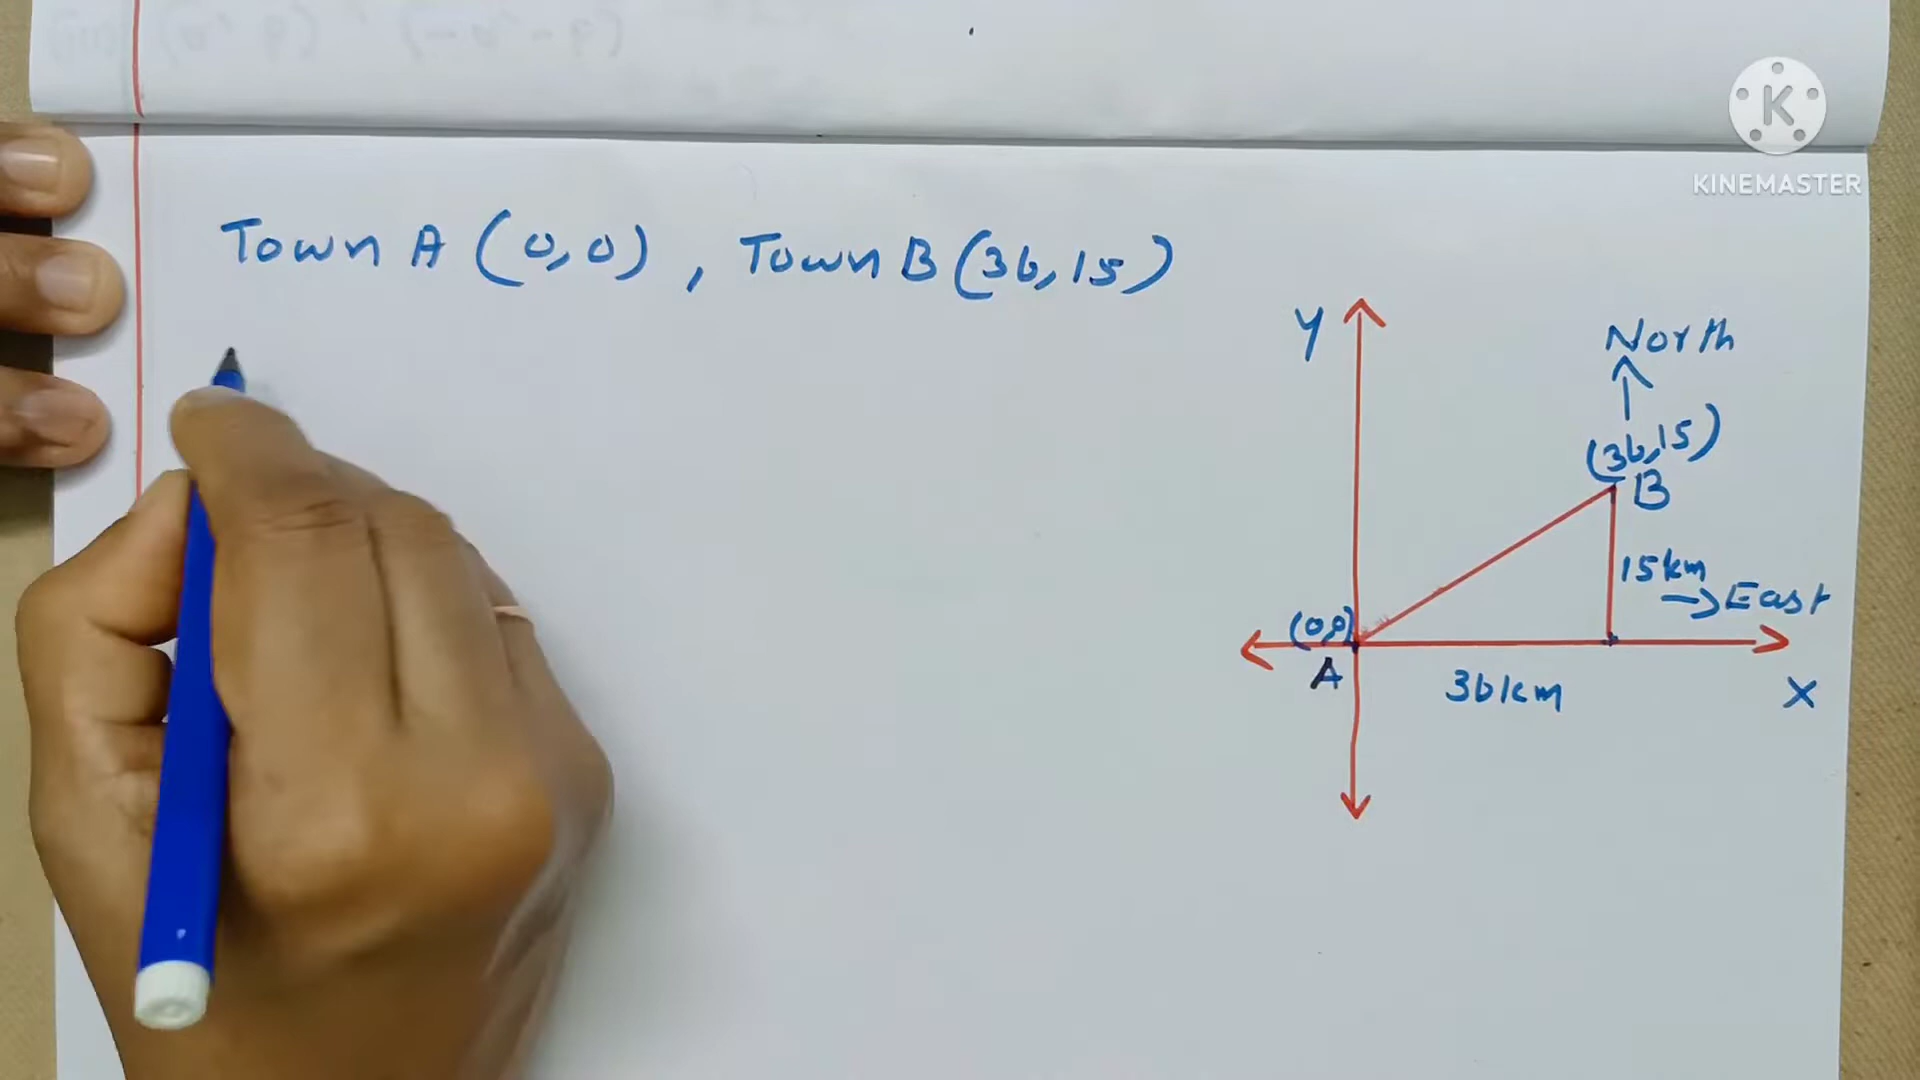 Town A (0,0), Town B (36,15)
Y
North
(36,15)
B
15km
→ East
(0,0)
A
36km
X
K
KINEMASTER